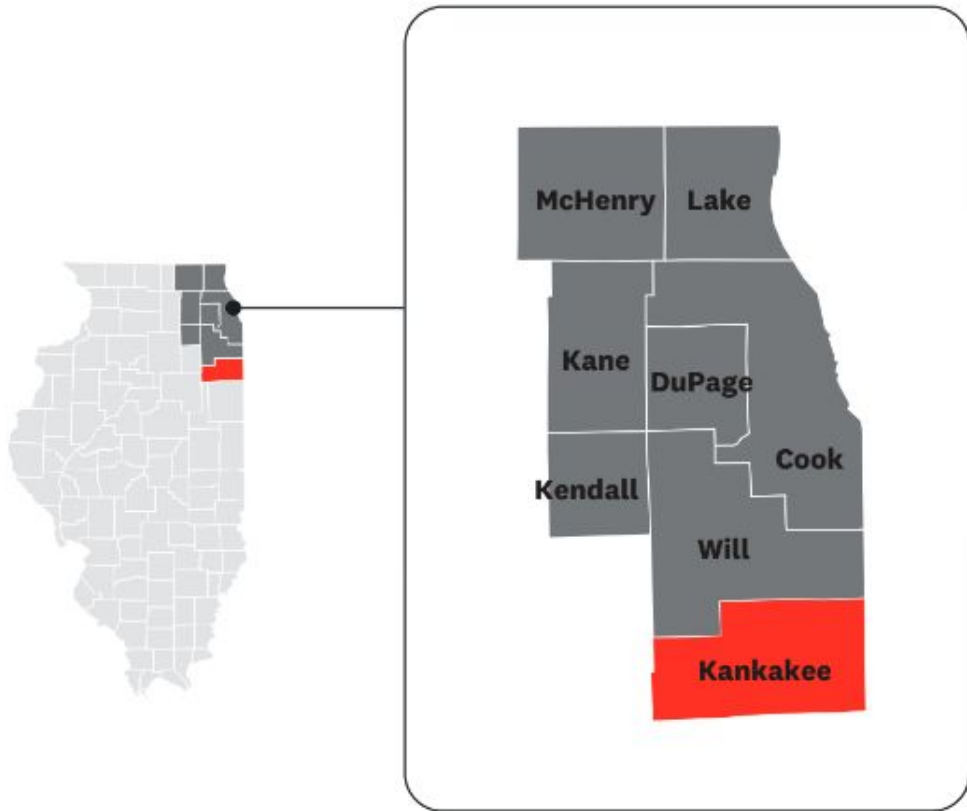 McHenry
Lake
Kane
DuPage
Cook
Kendall
Will
Kankakee